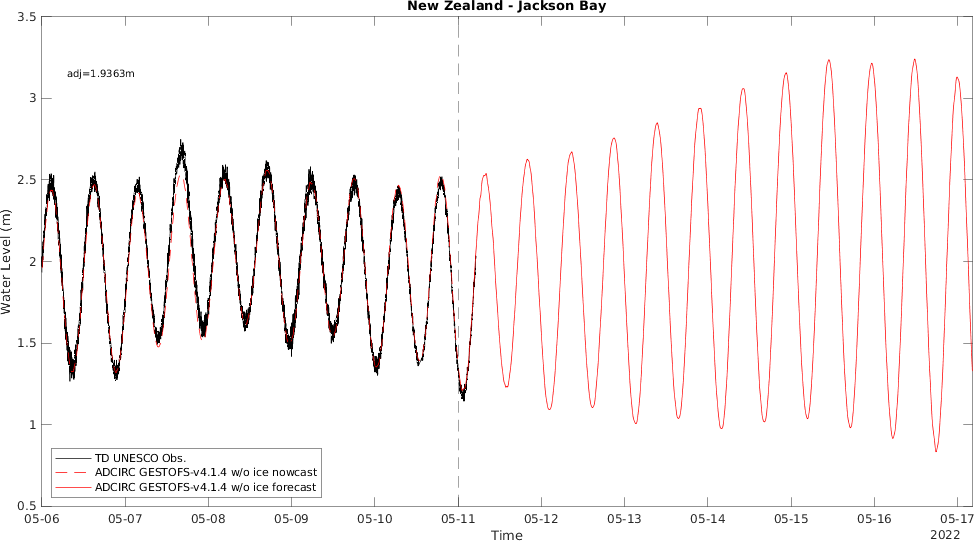 New Zealand - Jackson Bay
3.5
adj=1.9363m
3
2.5
2
1.5
1
0.5
Water Level (m)
TD UNESCO Obs.
ADCIRC GESTOFS-v4.1.4 w/o ice nowcast
ADCIRC GESTOFS-v4.1.4 w/o ice forecast
05-06 05-07 05-08 05-09 05-10 05-11 05-12 05-13 05-14 05-15 05-16 05-17
Time
2022